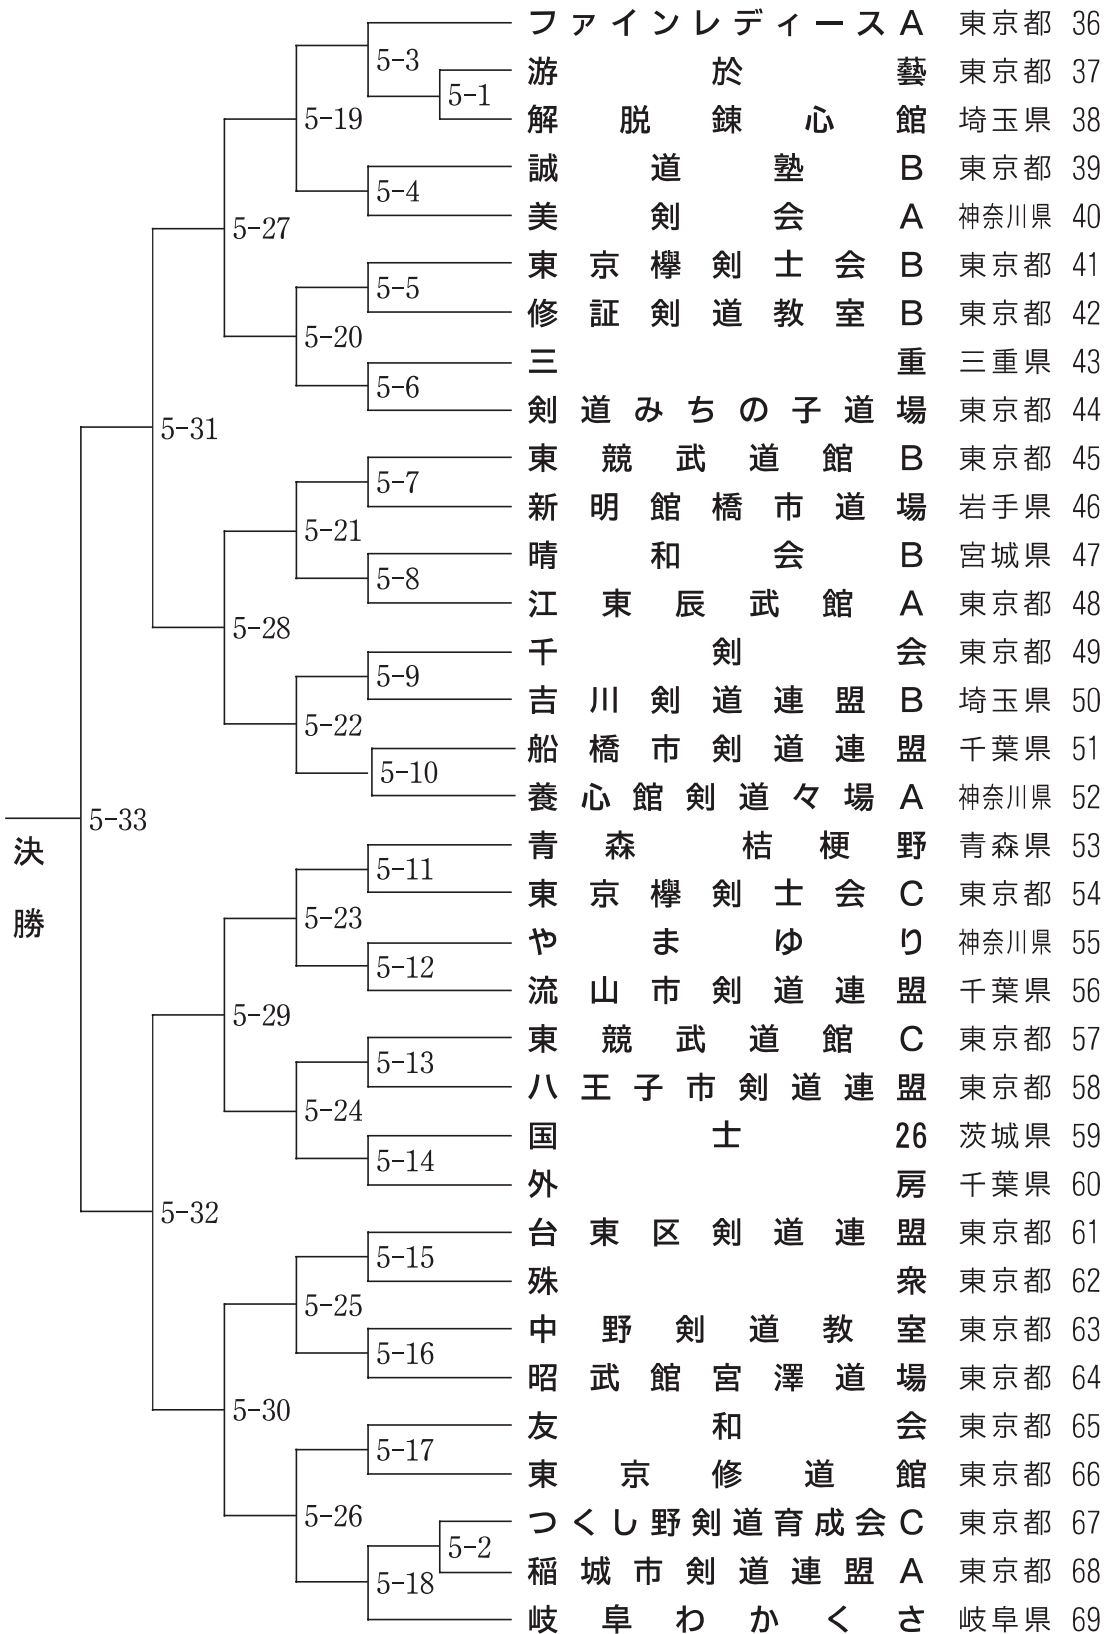 ファインレディースA 東京都 36
5-3
游於藝 東京都 37
5-1
解脱錬心館 埼玉県 38
5-19
誠道塾B 東京都 39
5-4
美剣会A 神奈川県 40
5-27
東京欅剣士会B 東京都 41
5-5
修証剣道教室B 東京都 42
5-20
三重 三重県 43
5-6
剣道みちの子道場 東京都 44
5-31
東競武道館B 東京都 45
5-7
新明館橋市道場 岩手県 46
5-21
晴和会B 宮城県 47
5-8
江東辰武館A 東京都 48
5-28
千剣会 東京都 49
5-9
吉川剣道連盟B 埼玉県 50
5-22
船橋市剣道連盟 千葉県 51
5-10
養心館剣道々場A 神奈川県 52
5-33
決勝
青森 桔梗野 青森県 53
5-11
東京欅剣士会C 東京都 54
5-23
やまゆり 神奈川県 55
5-12
流山市剣道連盟 千葉県 56
5-29
東競武道館C 東京都 57
5-13
八王子市剣道連盟 東京都 58
5-24
国士26 茨城県 59
5-14
外房 千葉県 60
5-32
台東区剣道連盟 東京都 61
5-15
殊衆 東京都 62
5-25
中野剣道教室 東京都 63
5-16
昭武館宮澤道場 東京都 64
5-30
友和会 東京都 65
5-17
東京修道館 東京都 66
5-26
つくし野剣道育成会C 東京都 67
5-2
稲城市剣道連盟A 東京都 68
5-18
岐阜わかくさ 岐阜県 69